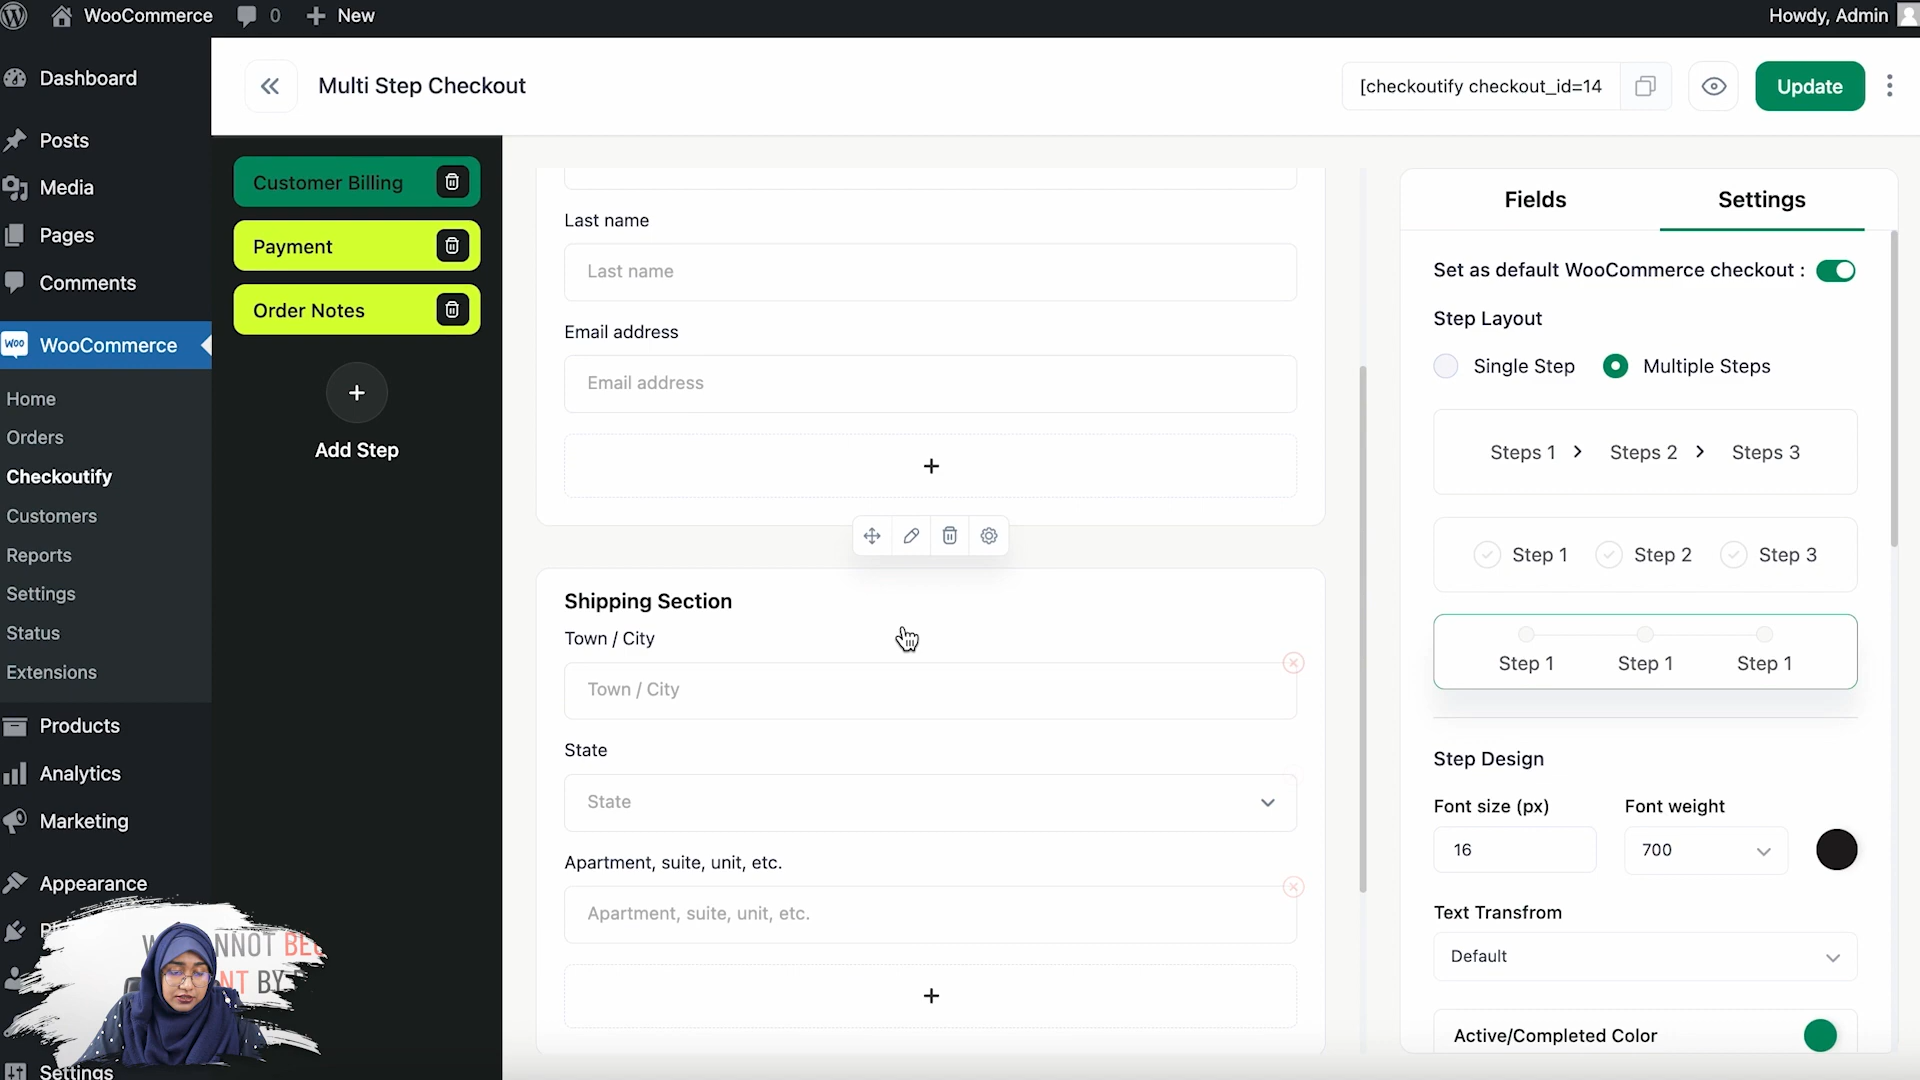 WooCommerce 0 New Howdy, Admin
Dashboard
Posts
Media
Pages
Comments
woo WooCommerce
Home
Orders
Checkoutify
Customers
Reports
Settings
Status
Extensions
Products
Analytics
Marketing
Appearance
Settings
Multi Step Checkout
[checkoutify checkout_id=14
Update
Customer Billing
Payment
Order Notes
Add Step
Last name
Last name
Email address
Email address
Shipping Section
Town / City
Town / City
State
State
Apartment, suite, unit, etc.
Apartment, suite, unit, etc.
Fields Settings
Set as default WooCommerce checkout :
Step Layout
Single Step Multiple Steps
Steps 1 Steps 2 Steps 3
Step 1 Step 2 Step 3
Step 1 Step 1 Step 1
Step Design
Font size (px) Font weight
16 700
Text Transfrom
Default
Active/Completed Color